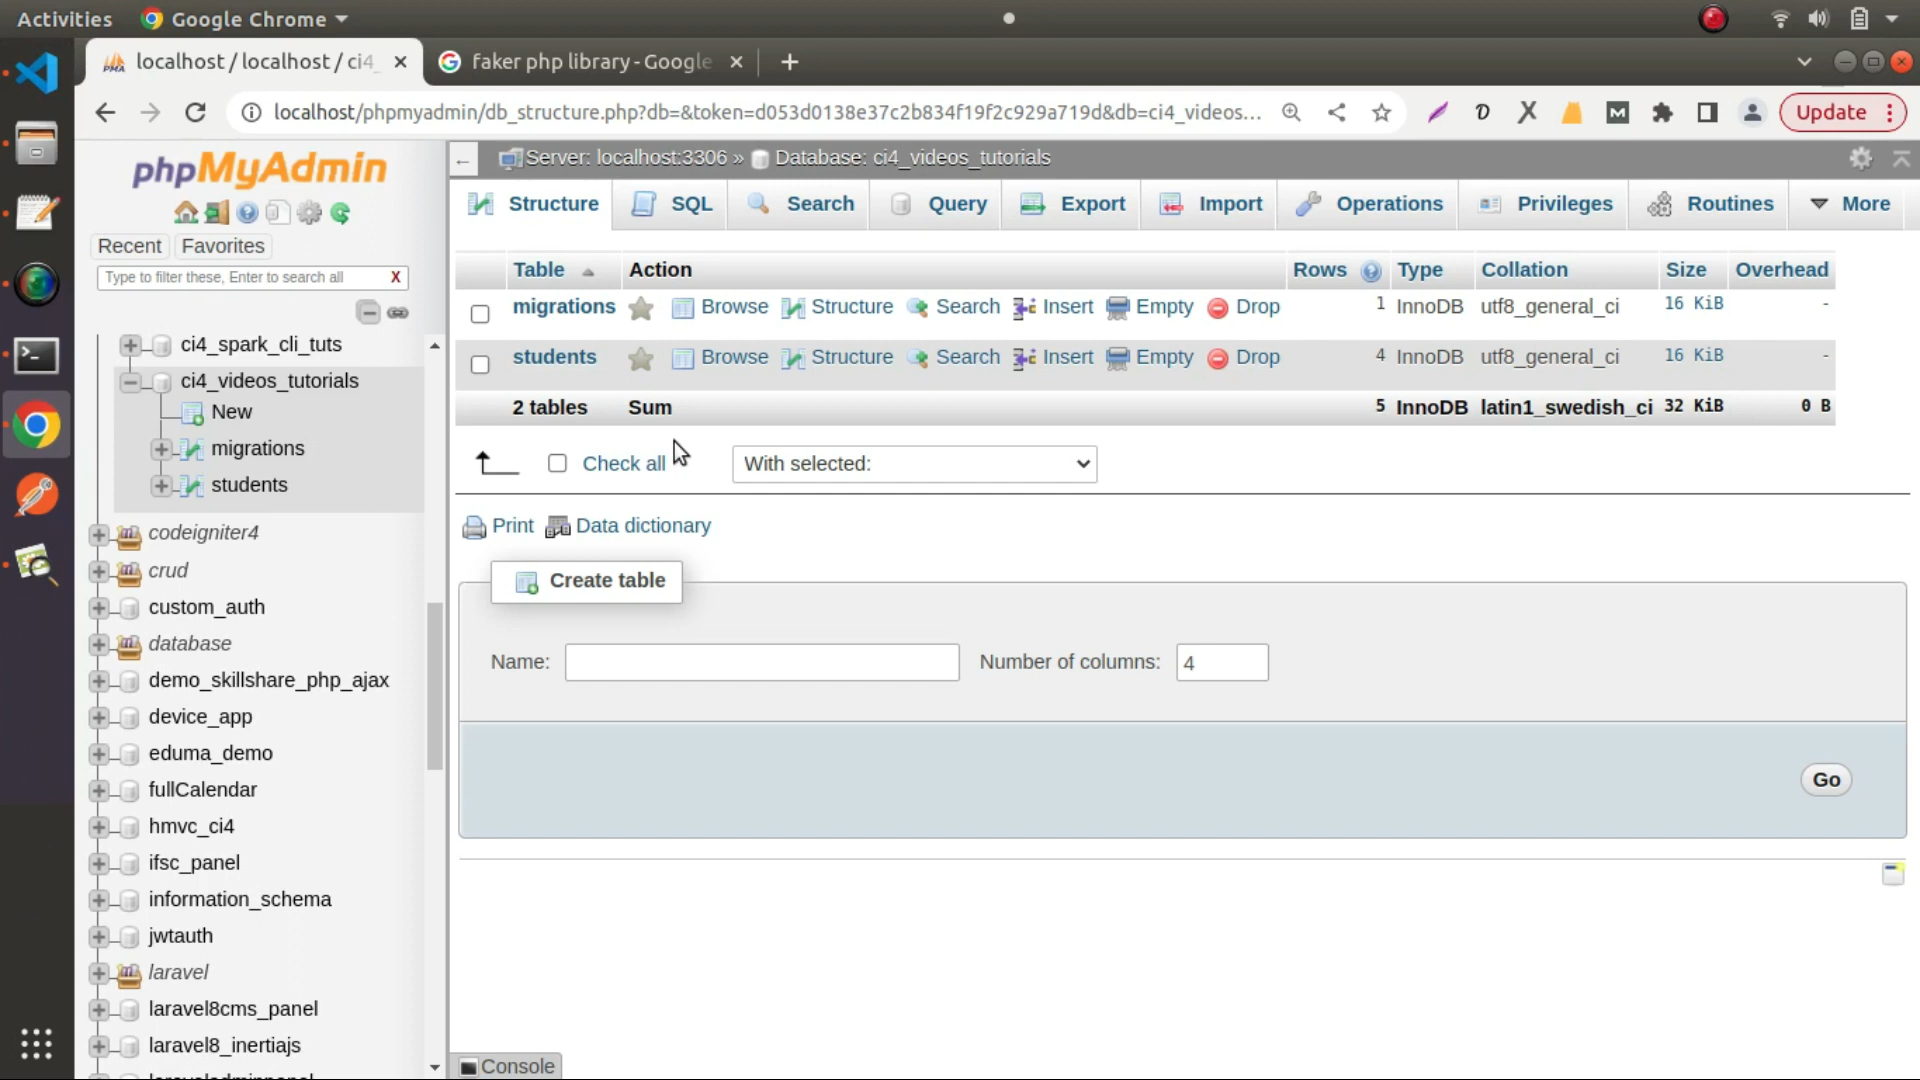 Activities Google Chrome
localhost / localhost / ci4_ faker php library - Google
localhost/phpmyadmin/db_structure.php?db=&token=d053d0138e37c2b834f19f2c929a719d&db=ci4_videos... Update
phpMyAdmin
Recent Favorites
Type to filter these, Enter to search all X
ci4_spark_cli_tuts
ci4_videos_tutorials
New
migrations
students
codeigniter4
crud
custom_auth
database
demo_skillshare_php_ajax
device_app
eduma_demo
fullCalendar
hmvc_ci4
ifsc_panel
information_schema
jwtauth
laravel
laravel8cms_panel
laravel8_inertiajs
Server: localhost:3306 » Database: ci4_videos_tutorials
Structure SQL Search Query Export Import Operations Privileges Routines More
Table Action Rows Type Collation Size Overhead
migrations Browse Structure Search Insert Empty Drop 1 InnoDB utf8_general_ci 16 KiB -
students Browse Structure Search Insert Empty Drop 4 InnoDB utf8_general_ci 16 KiB -
2 tables Sum 5 InnoDB latin1_swedish_ci 32 KiB 0 B
Check all With selected:
Print Data dictionary
Create table
Name: Number of columns: 4
Go
Console